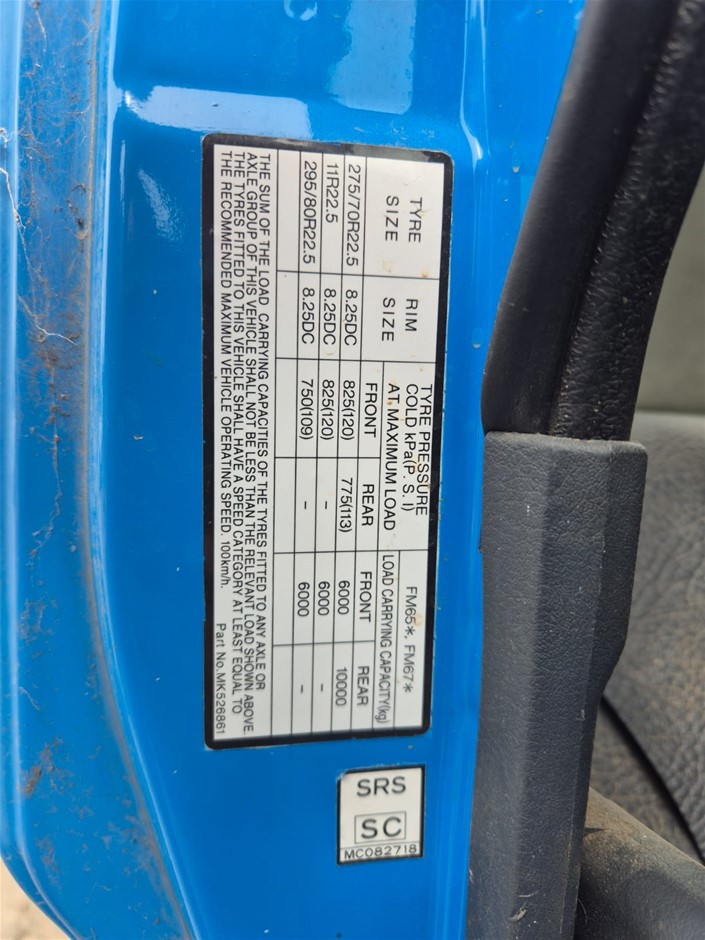 TYRE SIZE
RIM SIZE
TYRE PRESSURE
COLD kPa(P. S. I)
AT MAXIMUM LOAD
FM65*, FM67*
LOAD CARRYING CAPACITY(kg)
FRONT REAR FRONT REAR
275/70R22.5 8.25DC 825(120) 775(113) 6000 10000
11R22.5 8.25DC 825(120) – 6000 –
295/80R22.5 8.25DC 750(109) – 6000 –
THE SUM OF THE LOAD CARRYING CAPACITIES OF THE TYRES FITTED TO ANY AXLE OR
AXLE GROUP OF THIS VEHICLE SHALL NOT BE LESS THAN THE RELEVANT LOAD SHOWN ABOVE.
THE TYRES FITTED TO THIS VEHICLE SHALL HAVE A SPEED CATEGORY AT LEAST EQUAL TO
THE RECOMMENDED MAXIMUM VEHICLE OPERATING SPEED. 100km/h.
Part No.MK526861
SRS
SC
MC082718